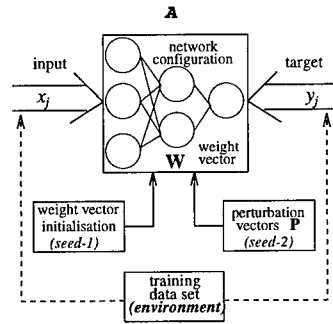 A
network
configuration
input
target
x_j
y_j
W
weight
vector
weight vector
initialisation
(seed-1)
perturbation
vectors P
(seed-2)
training
data set
(environment)